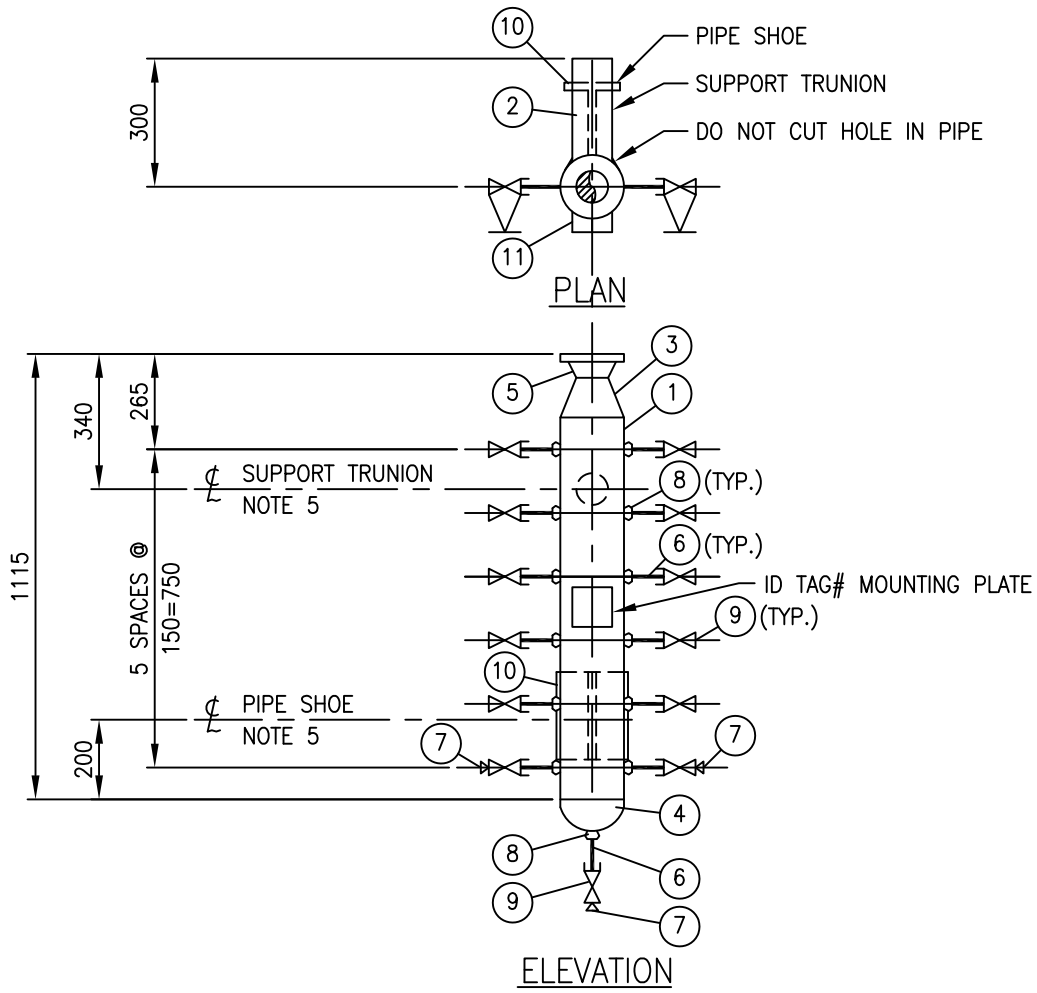 10
PIPE SHOE
SUPPORT TRUNION
2
DO NOT CUT HOLE IN PIPE
300
11
PLAN
3
5
1
265
340
1115
℄ SUPPORT TRUNION
NOTE 5
8 (TYP.)
6 (TYP.)
ID TAG# MOUNTING PLATE
9 (TYP.)
5 SPACES @
150=750
10
℄ PIPE SHOE
NOTE 5
200
7
7
4
8
6
9
7
ELEVATION